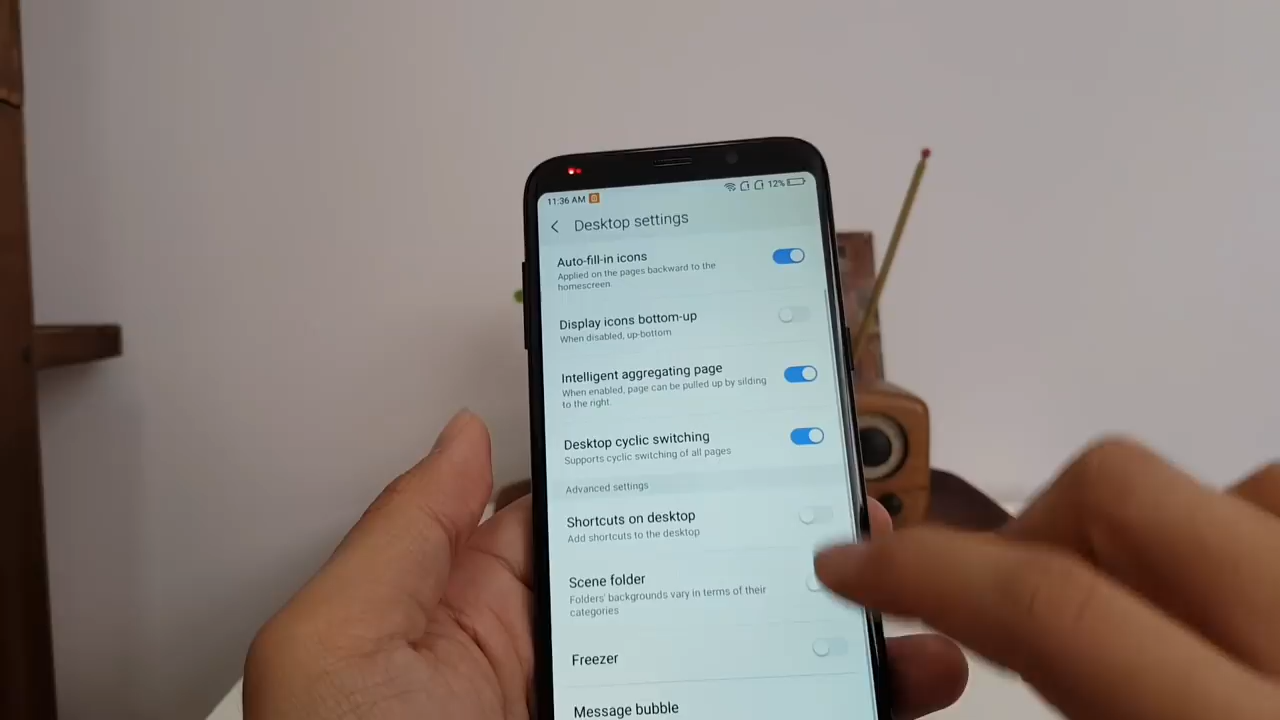 11:36 AM
12%
Desktop settings
Auto-fill-in icons
Applied on the pages backward to the
homescreen.
Display icons bottom-up
When disabled, up-bottom
Intelligent aggregating page
When enabled, page can be pulled up by silding
to the right.
Desktop cyclic switching
Supports cyclic switching of all pages
Advanced settings
Shortcuts on desktop
Add shortcuts to the desktop
Scene folder
Folders' backgrounds vary in terms of their
categories
Freezer
Message bubble